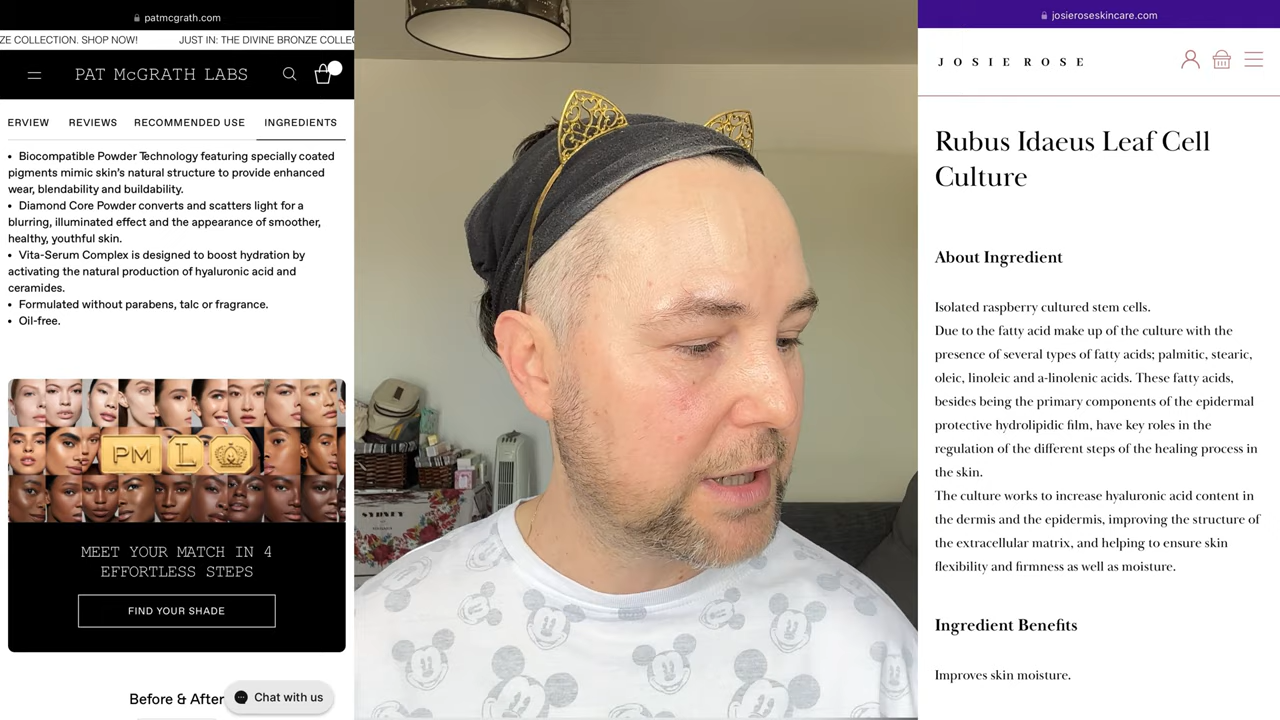 patmcgrath.com
ZE COLLECTION. SHOP NOW! JUST IN: THE DIVINE BRONZE COLLEC
PAT McGRATH LABS
ERVIEW REVIEWS RECOMMENDED USE INGREDIENTS
• Biocompatible Powder Technology featuring specially coated
pigments mimic skin's natural structure to provide enhanced
wear, blendability and buildability.
• Diamond Core Powder converts and scatters light for a
blurring, illuminated effect and the appearance of smoother,
healthy, youthful skin.
• Vita-Serum Complex is designed to boost hydration by
activating the natural production of hyaluronic acid and
ceramides.
• Formulated without parabens, talc or fragrance.
• Oil-free.
PM L
MEET YOUR MATCH IN 4
EFFORTLESS STEPS
FIND YOUR SHADE
Before & After
Chat with us
SYDNEY
josieroseskincare.com
JOSIE ROSE
Rubus Idaeus Leaf Cell
Culture
About Ingredient
Isolated raspberry cultured stem cells.
Due to the fatty acid make up of the culture with the
presence of several types of fatty acids; palmitic, stearic,
oleic, linoleic and a-linolenic acids. These fatty acids,
besides being the primary components of the epidermal
protective hydrolipidic film, have key roles in the
regulation of the different steps of the healing process in
the skin.
The culture works to increase hyaluronic acid content in
the dermis and the epidermis, improving the structure of
the extracellular matrix, and helping to ensure skin
flexibility and firmness as well as moisture.
Ingredient Benefits
Improves skin moisture.